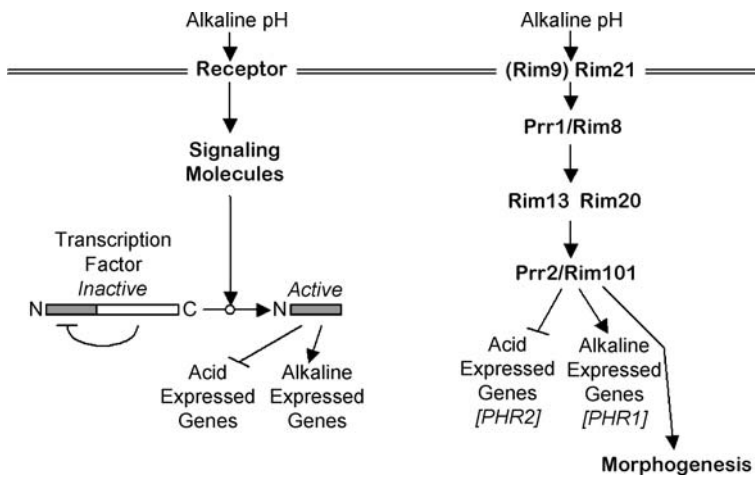 Alkaline pH
Receptor
Signaling
Molecules
Transcription
Factor
Inactive
N
C
N
Active
Acid
Expressed
Genes
Alkaline
Expressed
Genes
Alkaline pH
(Rim9) Rim21
Prr1/Rim8
Rim13 Rim20
Prr2/Rim101
Acid
Expressed
Genes
[PHR2]
Alkaline
Expressed
Genes
[PHR1]
Morphogenesis